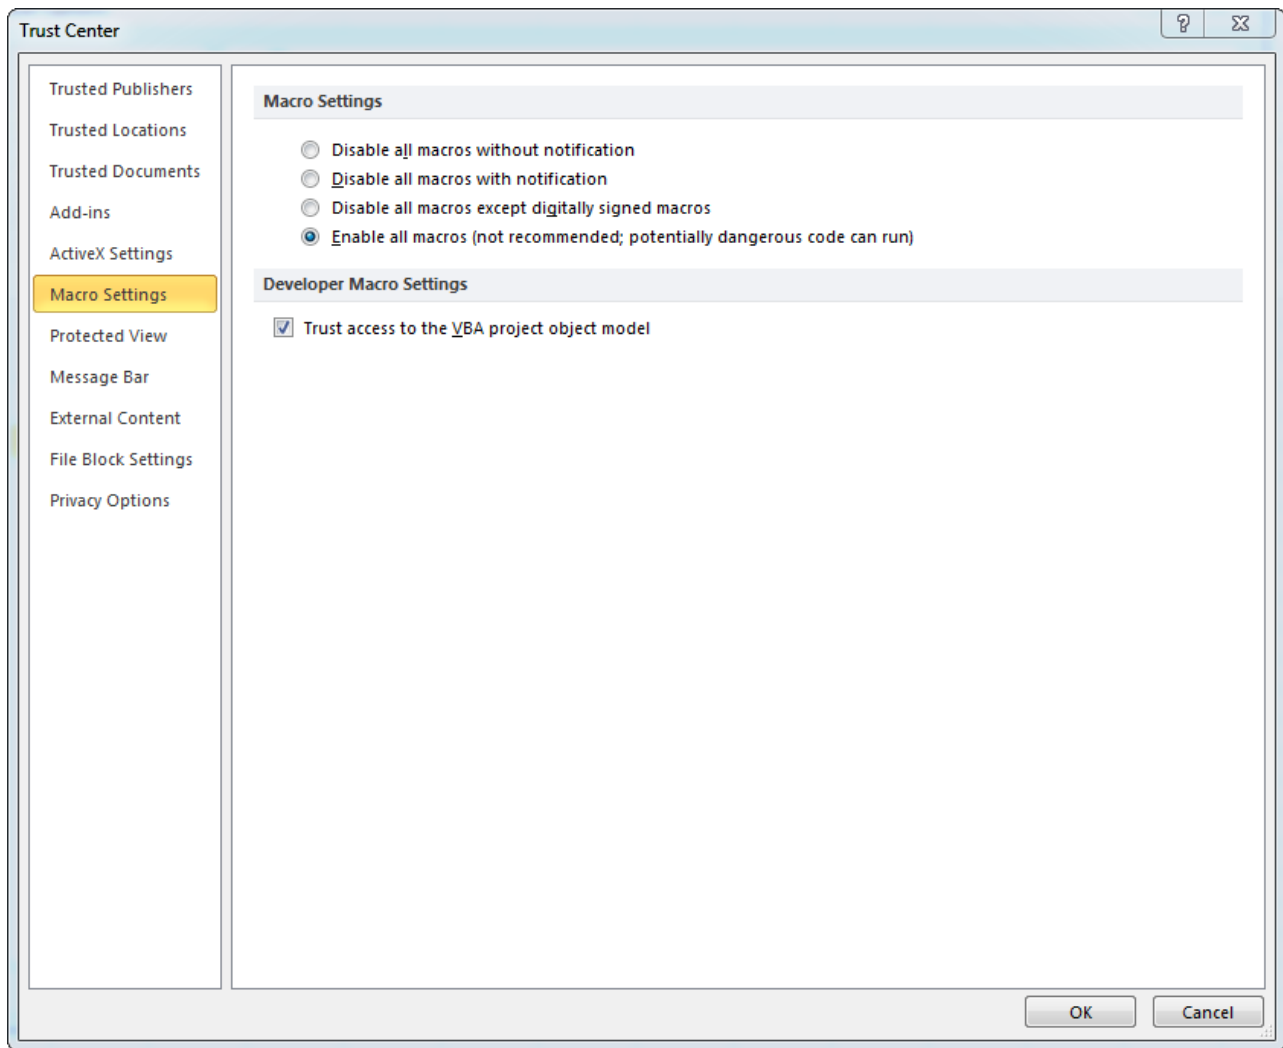 Trust Center
Trusted Publishers
Trusted Locations
Trusted Documents
Add-ins
ActiveX Settings
Macro Settings
Protected View
Message Bar
External Content
File Block Settings
Privacy Options
Macro Settings
Disable all macros without notification
Disable all macros with notification
Disable all macros except digitally signed macros
Enable all macros (not recommended; potentially dangerous code can run)
Developer Macro Settings
Trust access to the VBA project object model
OK
Cancel